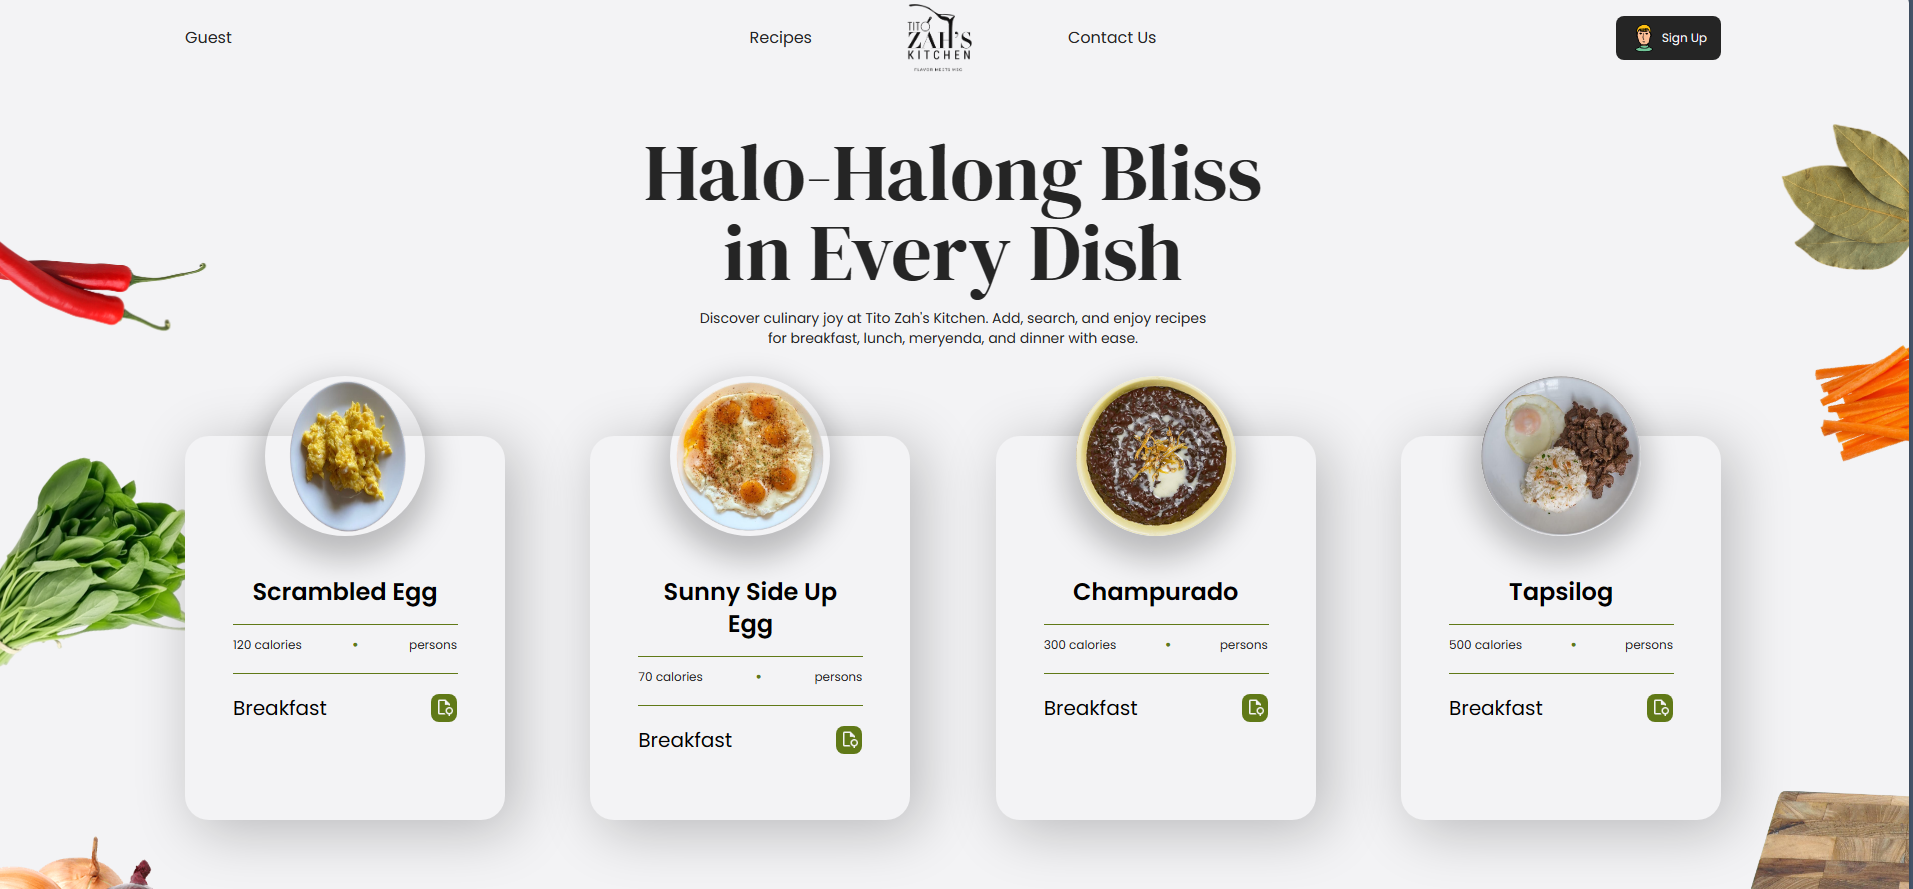 Guest
Recipes
TITO
ZAH'S
KITCHEN
FLAVOR MEETS MSG
Contact Us
Sign Up
Halo-Halong Bliss
in Every Dish
Discover culinary joy at Tito Zah's Kitchen. Add, search, and enjoy recipes
for breakfast, lunch, meryenda, and dinner with ease.
Scrambled Egg
120 calories • persons
Breakfast
Sunny Side Up
Egg
70 calories • persons
Breakfast
Champurado
300 calories • persons
Breakfast
Tapsilog
500 calories • persons
Breakfast